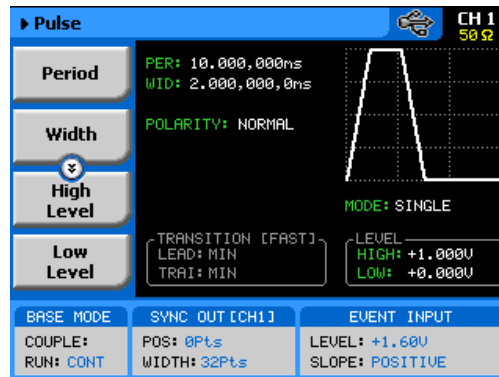 Pulse
CH 1
50 Ω
Period
PER: 10.000,000ms
WID: 2.000,000,0ms
Width
POLARITY: NORMAL
High
Level
MODE: SINGLE
Low
Level
TRANSITION [FAST]
LEAD: MIN
TRAI: MIN
LEVEL
HIGH: +1.000V
LOW: +0.000V
BASE MODE
COUPLE:
RUN: CONT
SYNC OUT [CH1]
POS: 0Pts
WIDTH: 32Pts
EVENT INPUT
LEVEL: +1.60V
SLOPE: POSITIVE